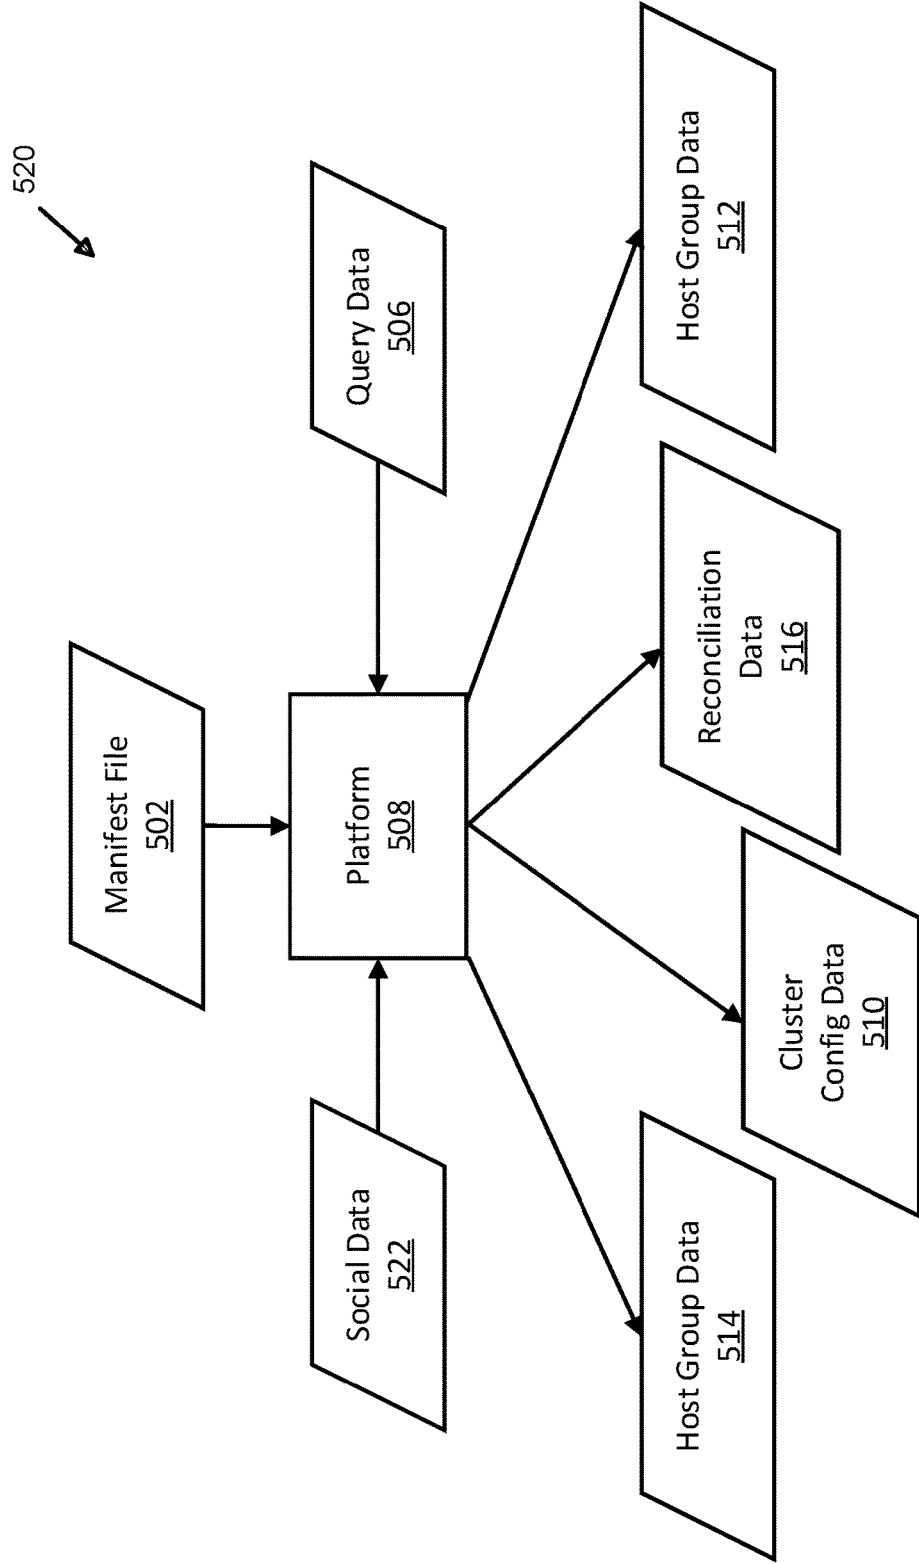 520
Manifest File
502
Social Data
522
Platform
508
Query Data
506
Host Group Data
514
Cluster
Config Data
510
Reconciliation
Data
516
Host Group Data
512